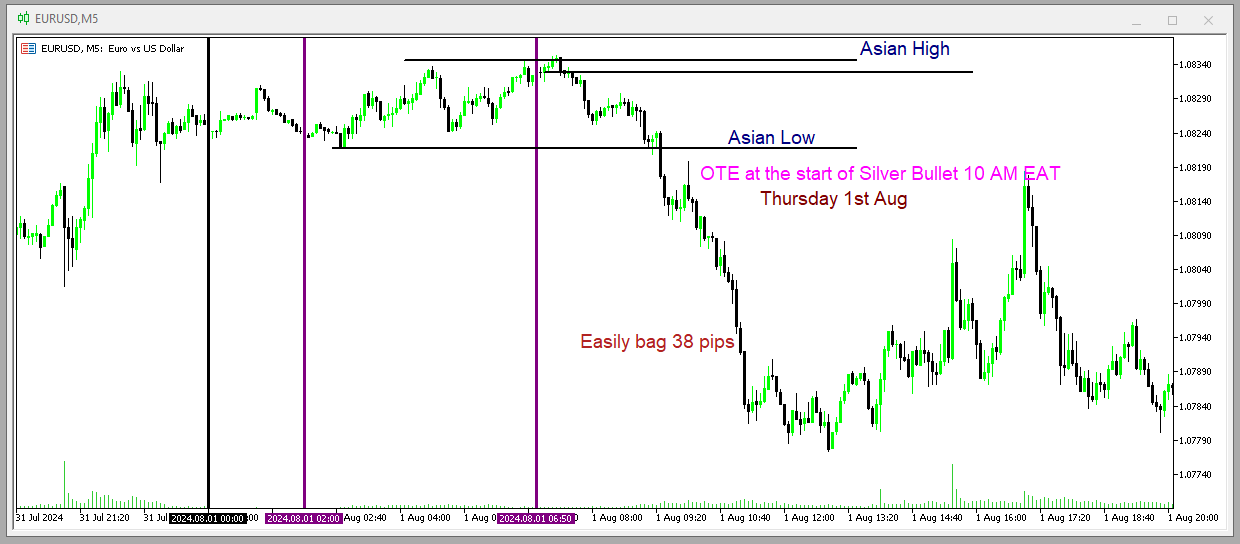 EURUSD,M5
EURUSD, M5: Euro vs US Dollar
Asian High
Asian Low
OTE at the start of Silver Bullet 10 AM EAT
Thursday 1st Aug
Easily bag 38 pips
1.08340
1.08290
1.08240
1.08190
1.08140
1.08090
1.08040
1.07990
1.07940
1.07890
1.07840
1.07790
1.07740
31 Jul 2024
31 Jul 21:20
31 Jul
2024.08.01 00:00
:00
2024.08.01 02:00
Aug 02:40
1 Aug 04:00
1 Aug 0
2024.08.01 06:50
1 Aug 08:00
1 Aug 09:20
1 Aug 10:40
1 Aug 12:00
1 Aug 13:20
1 Aug 14:40
1 Aug 16:00
1 Aug 17:20
1 Aug 18:40
1 Aug 20:00